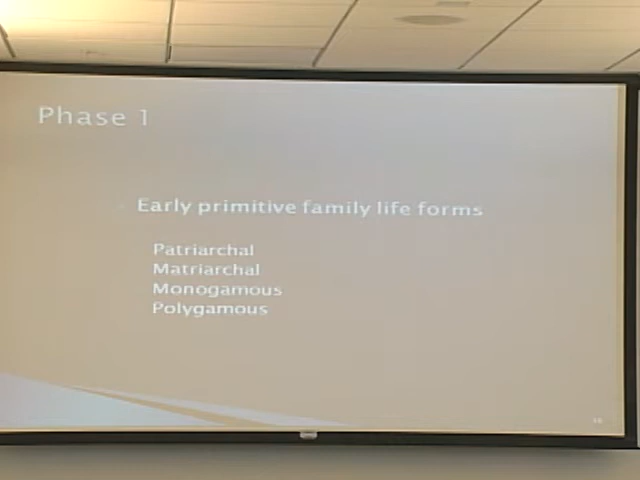 Phase 1
Early primitive family life forms
Patriarchal
Matriarchal
Monogamous
Polygamous